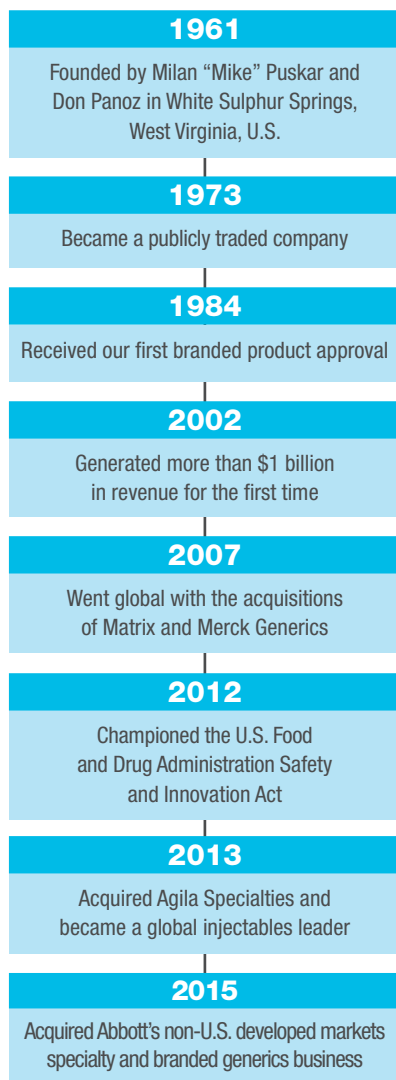 1961
Founded by Milan “Mike” Puskar and
Don Panoz in White Sulphur Springs,
West Virginia, U.S.
1973
Became a publicly traded company
1984
Received our first branded product approval
2002
Generated more than $1 billion
in revenue for the first time
2007
Went global with the acquisitions
of Matrix and Merck Generics
2012
Championed the U.S. Food
and Drug Administration Safety
and Innovation Act
2013
Acquired Agila Specialties and
became a global injectables leader
2015
Acquired Abbott’s non-U.S. developed markets
specialty and branded generics business